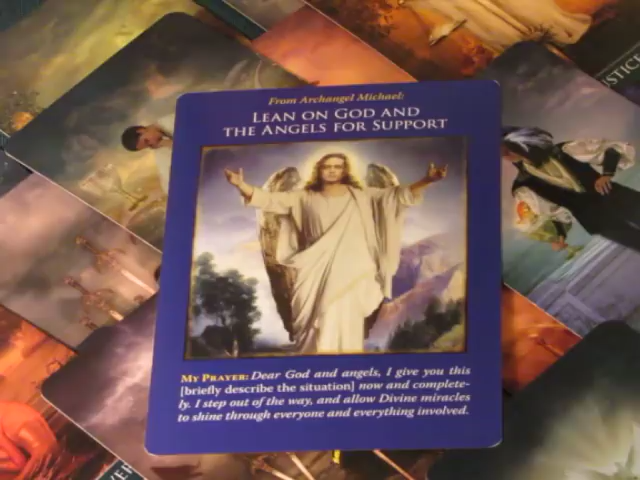 From Archangel Michael:
LEAN ON GOD AND
THE ANGELS FOR SUPPORT
MY PRAYER: Dear God and angels, I give you this
[briefly describe the situation] now and complete-
ly. I step out of the way, and allow Divine miracles
to shine through everyone and everything involved.